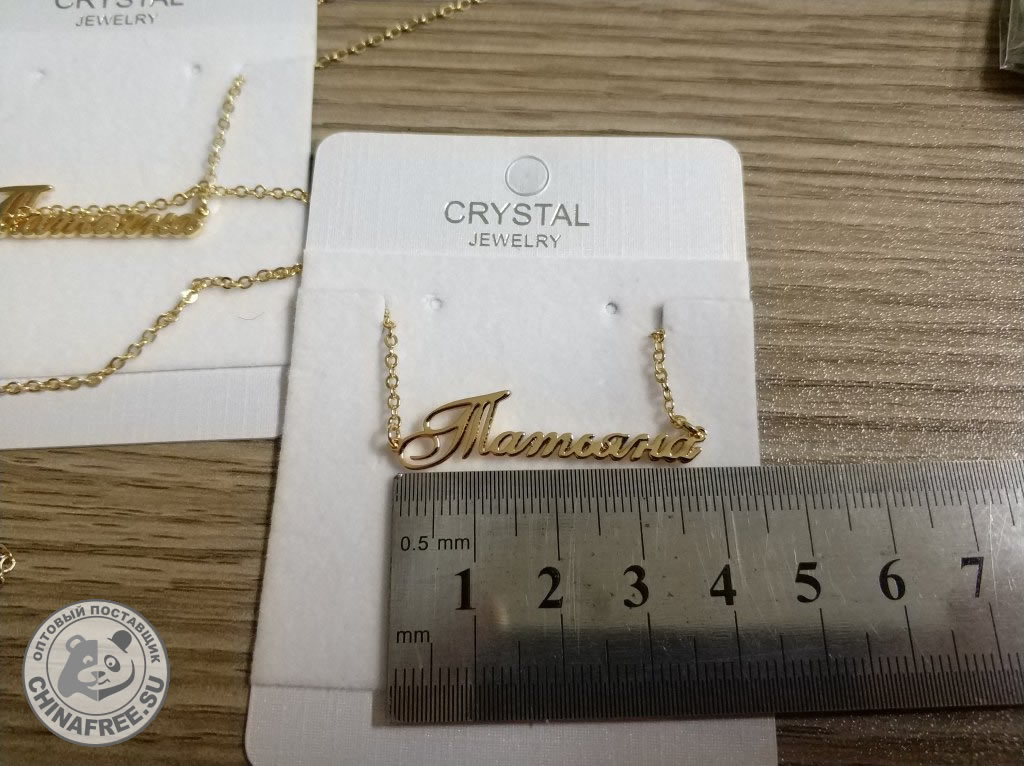 CRYSTAL
JEWELRY
Татьяна
CRYSTAL
JEWELRY
Татьяна
0.5 mm
1 2 3 4 5 6 7
mm
ОПТОВЫЙ ПОСТАВЩИК
CHINAFREE.SU